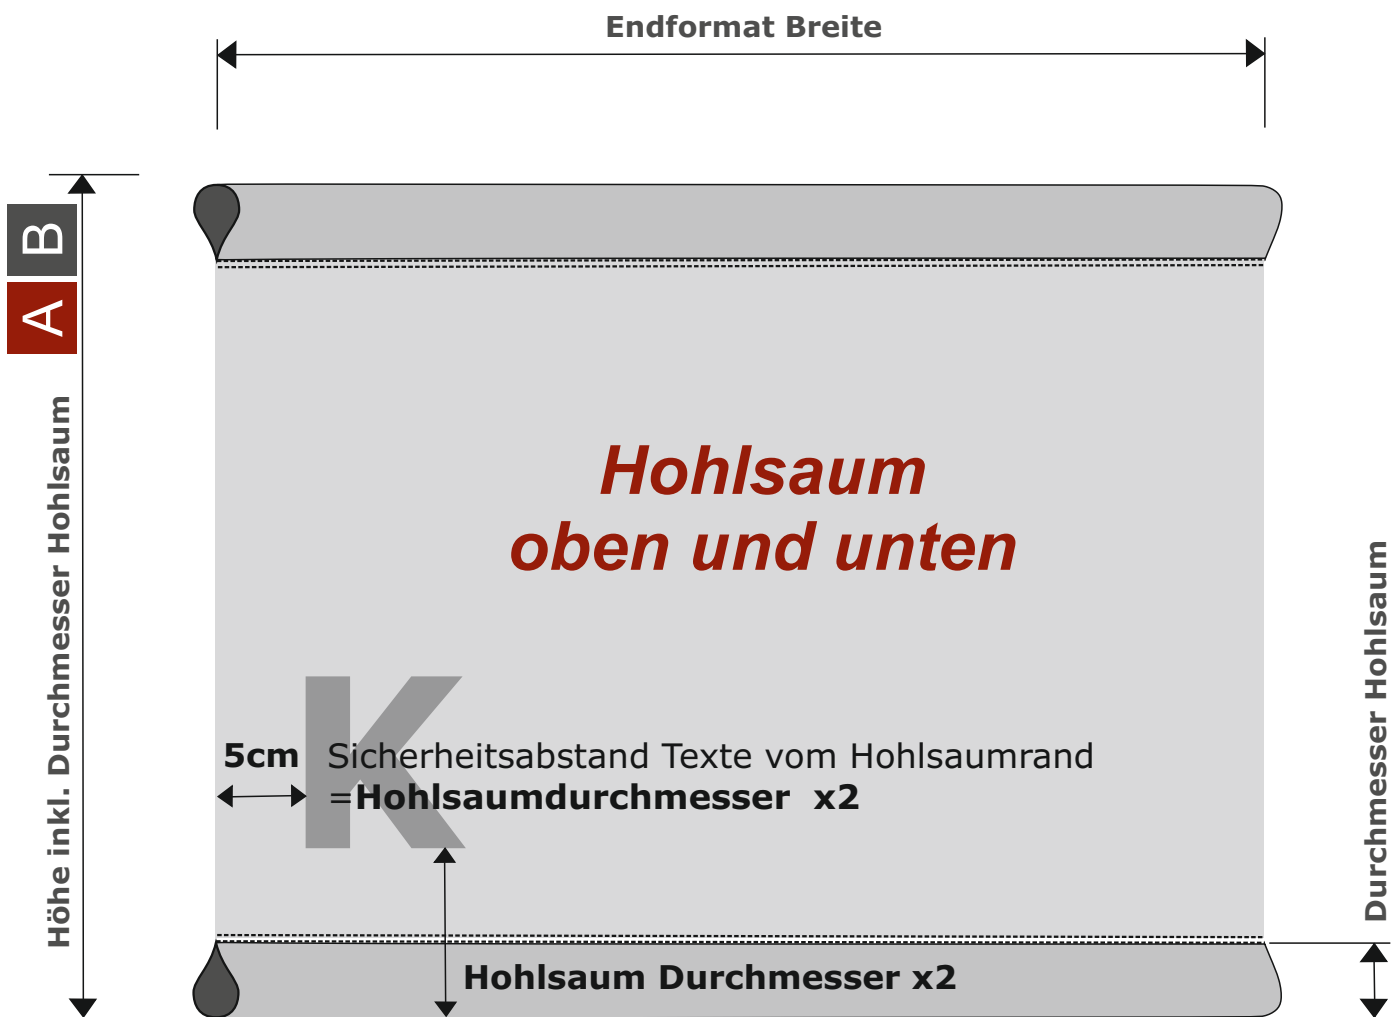 Endformat Breite
B
A
Höhe inkl. Durchmesser Hohlsaum
Hohlsaum
oben und unten
K
5cm Sicherheitsabstand Texte vom Hohlsaumrand
=Hohlsaumdurchmesser x2
Hohlsaum Durchmesser x2
Durchmesser Hohlsaum